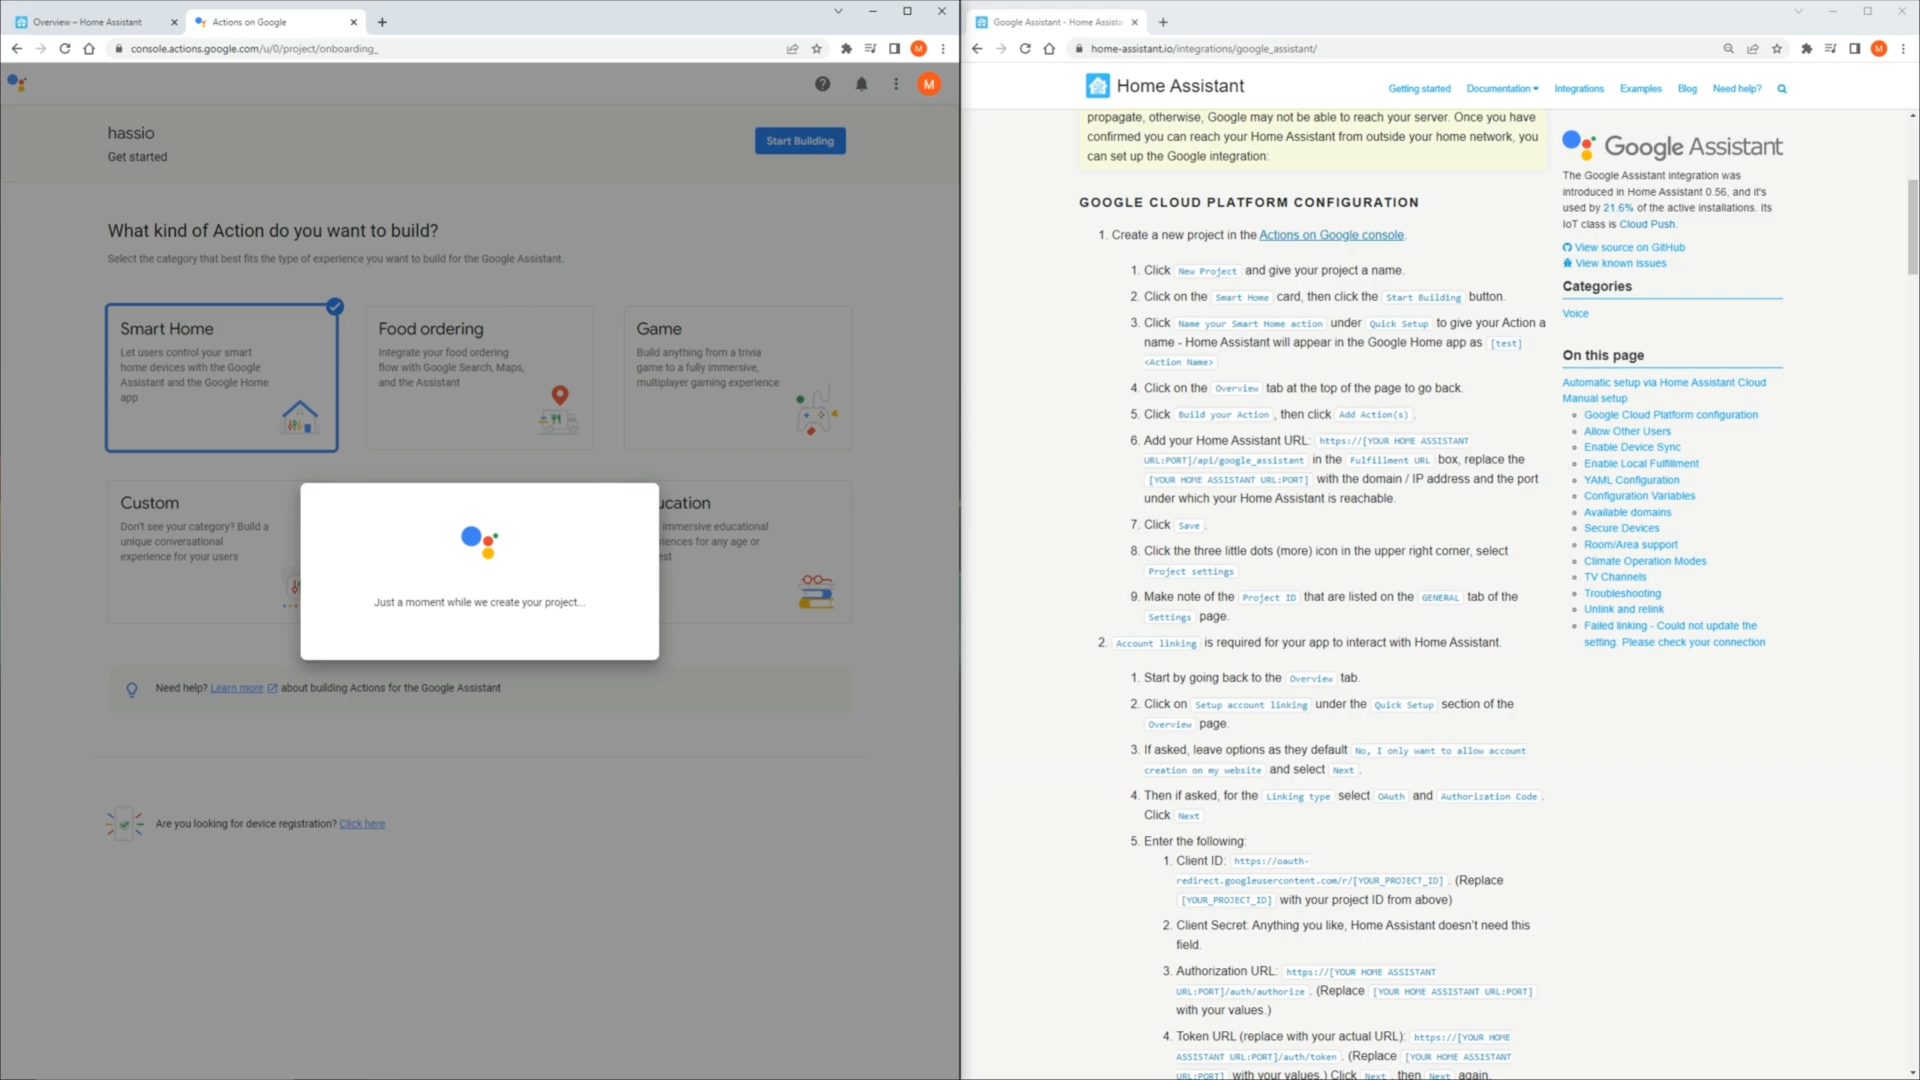 Overview – Home Assistant
Actions on Google
console.actions.google.com/u/0/project/onboarding_
M
M
hassio
Get started
Start Building
What kind of Action do you want to build?
Select the category that best fits the type of experience you want to build for the Google Assistant.
Smart Home
Let users control your smart
home devices with the Google
Assistant and the Google Home
app
Food ordering
Integrate your food ordering
flow with Google Search, Maps,
and the Assistant
Game
Build anything from a trivia
game to a fully immersive,
multiplayer gaming experience
Custom
Don't see your category? Build a
unique conversational
experience for your users
ucation
immersive educational
riences for any age or
est
Just a moment while we create your project...
Need help? Learn more about building Actions for the Google Assistant
Are you looking for device registration? Click here
Google Assistant - Home Assista
home-assistant.io/integrations/google_assistant/
M
Home Assistant
Getting started
Documentation
Integrations
Examples
Blog
Need help?
propagate, otherwise, Google may not be able to reach your server. Once you have
confirmed you can reach your Home Assistant from outside your home network, you
can set up the Google integration:
GOOGLE CLOUD PLATFORM CONFIGURATION
1. Create a new project in the Actions on Google console.
1. Click New Project and give your project a name.
2. Click on the Smart Home card, then click the Start Building button.
3. Click Name your Smart Home action under Quick Setup to give your Action a
name - Home Assistant will appear in the Google Home app as [test]
<Action Name>
4. Click on the Overview tab at the top of the page to go back.
5. Click Build your Action, then click Add Action(s).
6. Add your Home Assistant URL: https://[YOUR HOME ASSISTANT
URL:PORT]/api/google_assistant in the Fulfillment URL box, replace the
[YOUR HOME ASSISTANT URL:PORT] with the domain / IP address and the port
under which your Home Assistant is reachable.
7. Click Save.
8. Click the three little dots (more) icon in the upper right corner, select
Project settings
9. Make note of the Project ID that are listed on the GENERAL tab of the
Settings page.
2. Account linking is required for your app to interact with Home Assistant.
1. Start by going back to the Overview tab.
2. Click on Setup account linking under the Quick Setup section of the
Overview page.
3. If asked, leave options as they default No, I only want to allow account
creation on my website and select Next.
4. Then if asked, for the Linking type select OAuth and Authorization Code.
Click Next
5. Enter the following:
1. Client ID: https://oauth-
redirect.googleusercontent.com/r/[YOUR_PROJECT_ID]. (Replace
[YOUR_PROJECT_ID] with your project ID from above)
2. Client Secret: Anything you like, Home Assistant doesn't need this
field.
3. Authorization URL: https://[YOUR HOME ASSISTANT
URL:PORT]/auth/authorize. (Replace [YOUR HOME ASSISTANT URL:PORT]
with your values.)
4. Token URL (replace with your actual URL): https://[YOUR HOME
ASSISTANT URL:PORT]/auth/token. (Replace [YOUR HOME ASSISTANT
URL:PORT] with your values.) Click Next, then Next again.
Google Assistant
The Google Assistant integration was
introduced in Home Assistant 0.56, and it's
used by 21.6% of the active installations. Its
IoT class is Cloud Push.
View source on GitHub
View known issues
Categories
Voice
On this page
Automatic setup via Home Assistant Cloud
Manual setup
Google Cloud Platform configuration
Allow Other Users
Enable Device Sync
Enable Local Fulfillment
YAML Configuration
Configuration Variables
Available domains
Secure Devices
Room/Area support
Climate Operation Modes
TV Channels
Troubleshooting
Unlink and relink
Failed linking - Could not update the
setting. Please check your connection